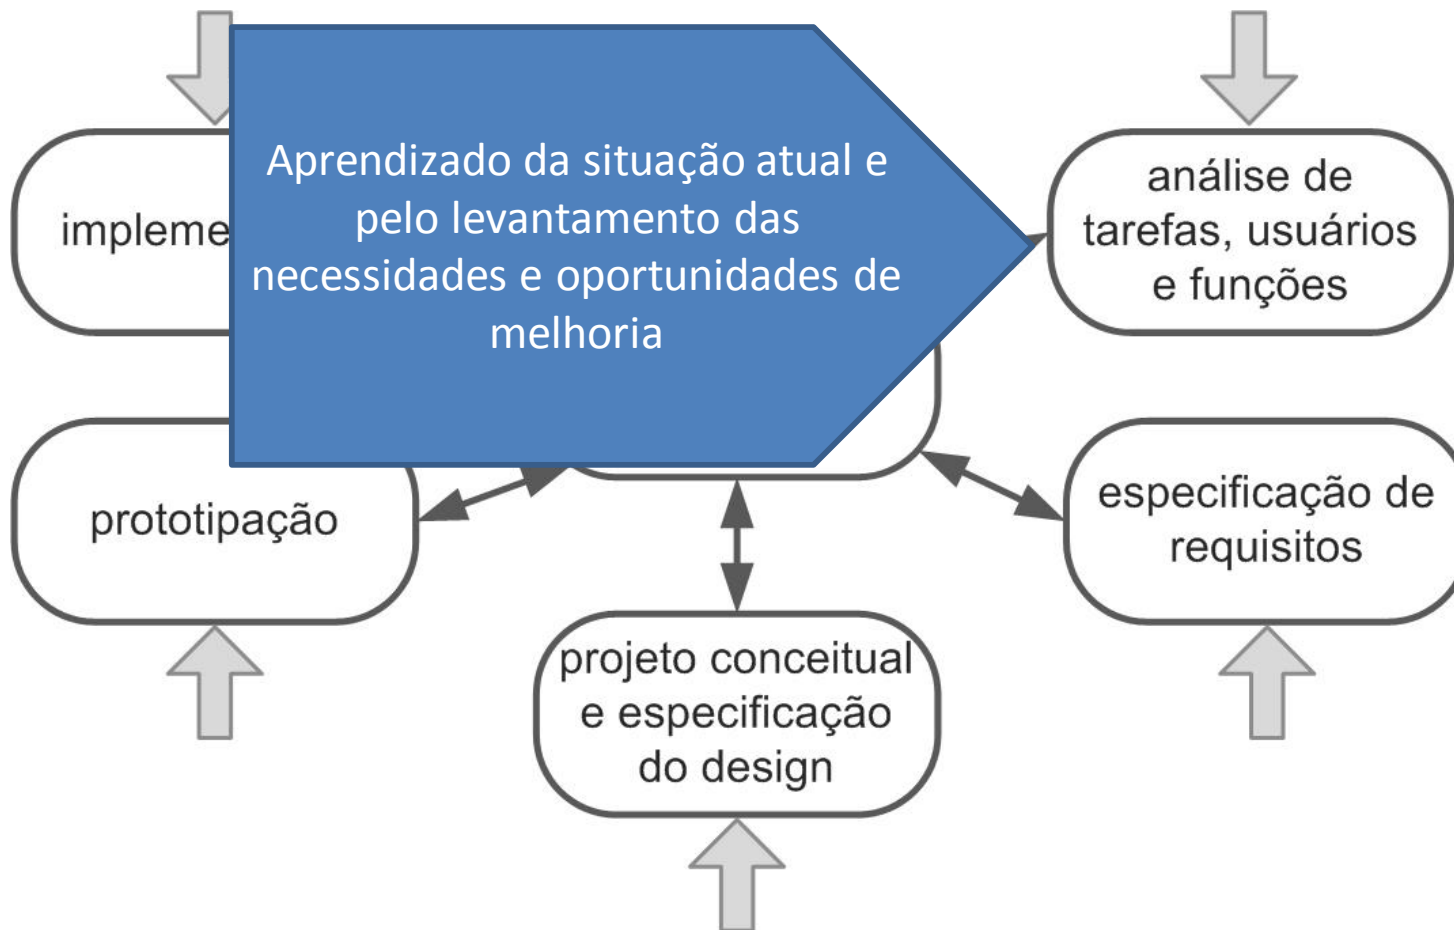 Aprendizado da situação atual e
pelo levantamento das
necessidades e oportunidades de
melhoria
análise de
tarefas, usuários
e funções
prototipação
especificação de
requisitos
projeto conceitual
e especificação
do design